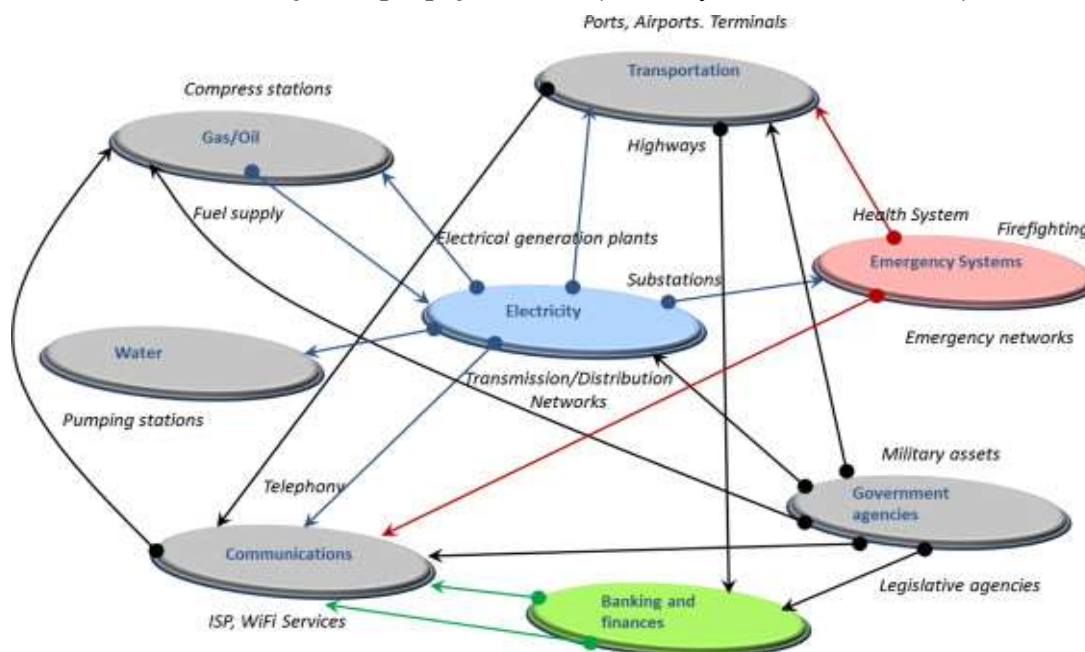 Ports, Airports. Terminals
Transportation
Compress stations
Gas/Oil
Highways
Fuel supply
Health System
Firefighting
Electrical generation plants
Emergency Systems
Substations
Electricity
Emergency networks
Water
Transmission/Distribution
Networks
Pumping stations
Military assets
Telephony
Government
agencies
Communications
Legislative agencies
Banking and
finances
ISP, WiFi Services